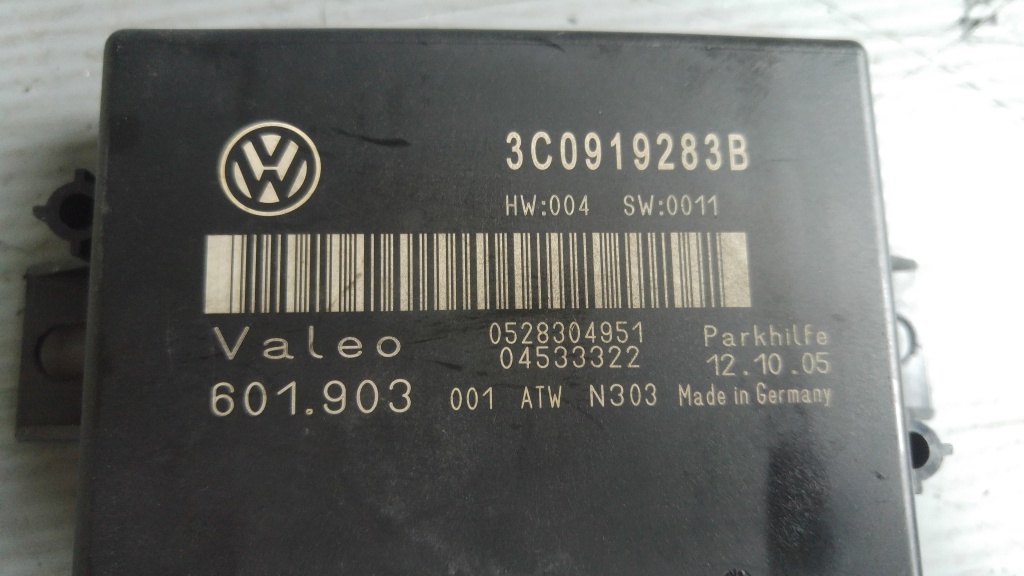 3C0919283B
HW:004 SW:0011
Valeo 0528304951 Parkhilfe
04533322 12.10.05
601.903 001 ATW N303 Made in Germany